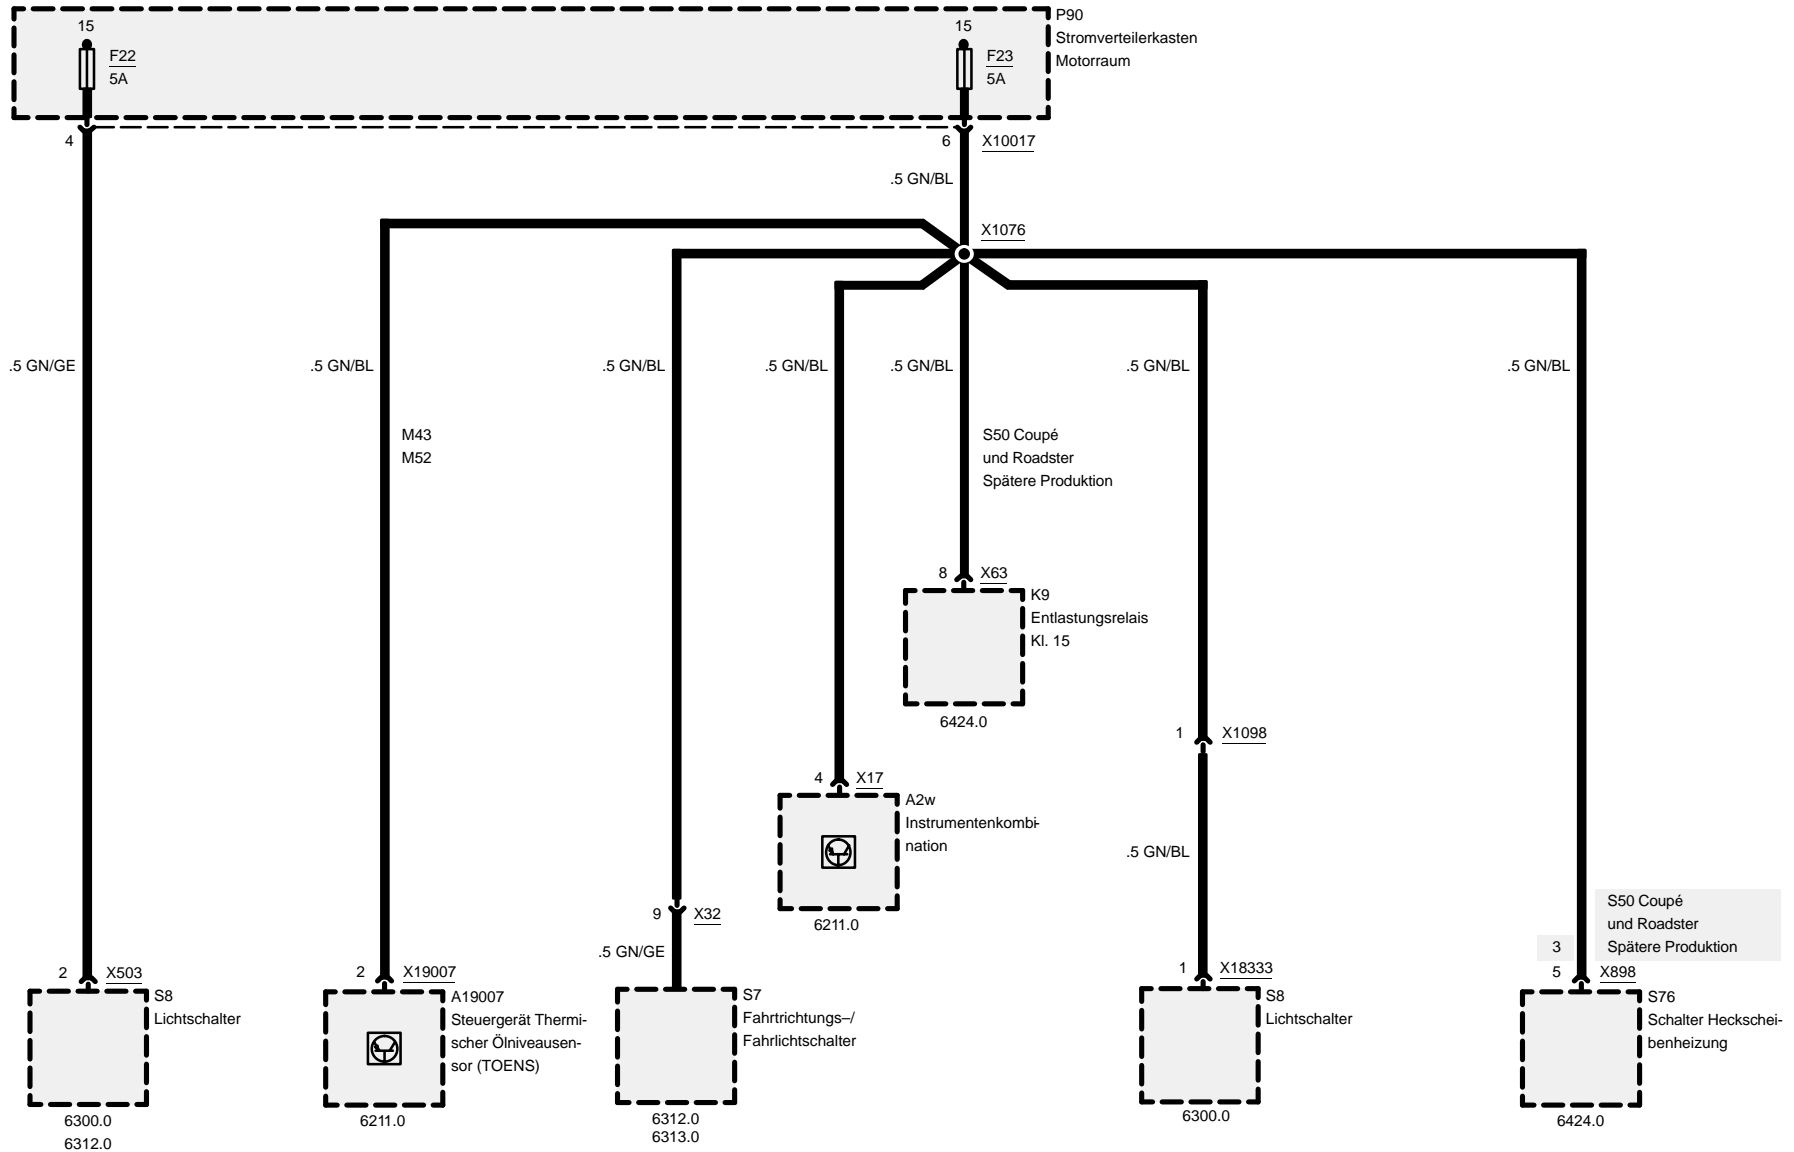 P90
Stromverteilerkasten
Motorraum
15
F22
5A
15
F23
5A
4
6
X10017
.5 GN/BL
X1076
.5 GN/GE
.5 GN/BL
.5 GN/BL
.5 GN/BL
.5 GN/BL
.5 GN/BL
.5 GN/BL
M43
M52
S50 Coupé
und Roadster
Spätere Produktion
8
X63
K9
Entlastungsrelais
Kl. 15
6424.0
1
X1098
4
X17
A2w
Instrumentenkombi-
nation
6211.0
.5 GN/BL
9
X32
.5 GN/GE
S50 Coupé
und Roadster
Spätere Produktion
3
2
X503
S8
Lichtschalter
6300.0
6312.0
2
X19007
A19007
Steuergerät Thermi-
scher Ölniveausen-
sor (TOENS)
6211.0
S7
Fahrtrichtungs–/
Fahrlichtschalter
6312.0
6313.0
1
X18333
S8
Lichtschalter
6300.0
5
X898
S76
Schalter Heckschei-
benheizung
6424.0